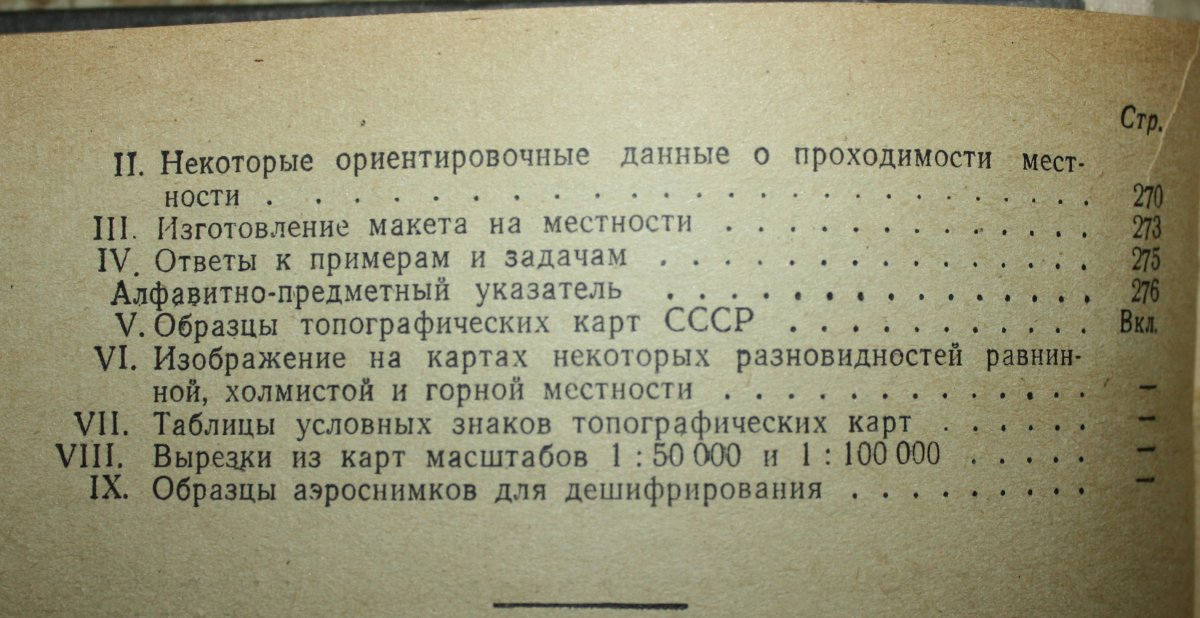 Стр.
II. Некоторые ориентировочные данные о проходимости мест-
ности . . . . . . . . . . . . . . . . . . . . . . 270
III. Изготовление макета на местности . . . . . . . . . . . . 273
IV. Ответы к примерам и задачам . . . . . . . . . . . . . . 275
Алфавитно-предметный указатель . . . . . . . . . . . . . . 276
V. Образцы топографических карт СССР . . . . . . . . . . Вкл.
VI. Изображение на картах некоторых разновидностей равнин-
ной, холмистой и горной местности . . . . . . . . . . . . —
VII. Таблицы условных знаков топографических карт . . . . . . —
VIII. Вырезки из карт масштабов 1 : 50 000 и 1 : 100 000 . . . . . —
IX. Образцы аэроснимков для дешифрирования . . . . . . . . —